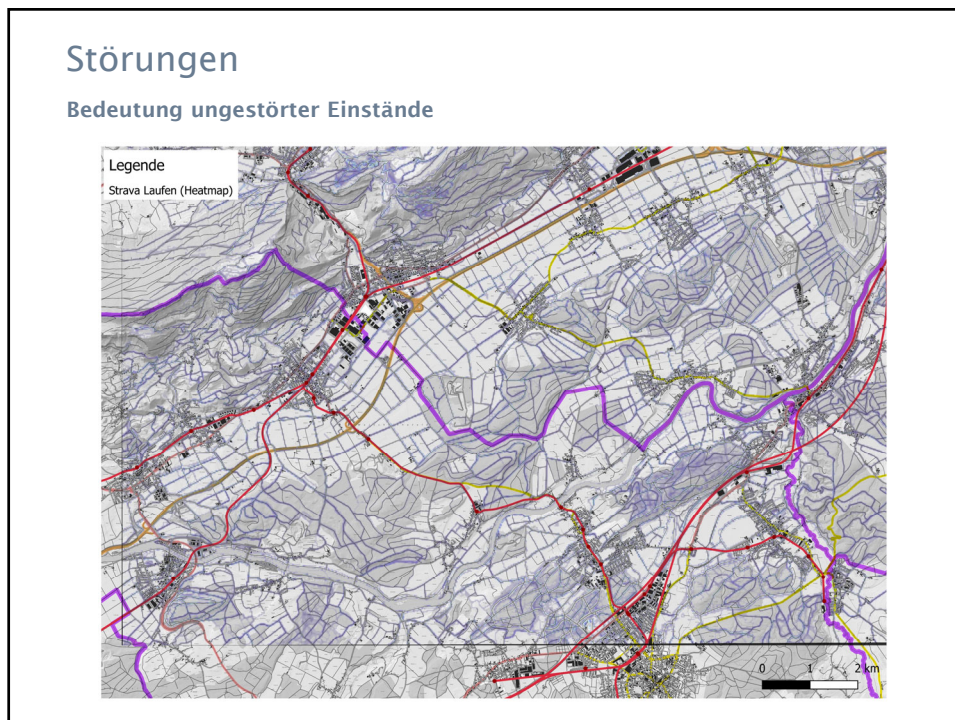 Störungen
Bedeutung ungestörter Einstände
Legende
Strava Laufen (Heatmap)
0 1 2 km